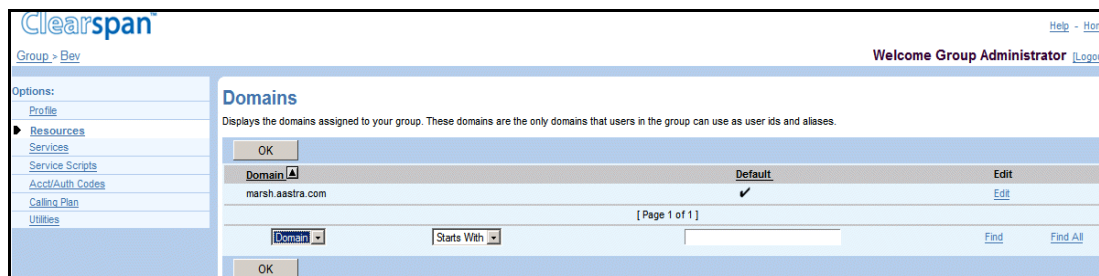 Clearspan™
Help - Hom
Group > Bev
Welcome Group Administrator [Logou
Options:
Profile
Resources
Services
Service Scripts
Acct/Auth Codes
Calling Plan
Utilities
Domains
Displays the domains assigned to your group. These domains are the only domains that users in the group can use as user ids and aliases.
OK
Domain Default Edit
marsh.aastra.com Edit
[ Page 1 of 1 ]
Domain Starts With Find Find All
OK